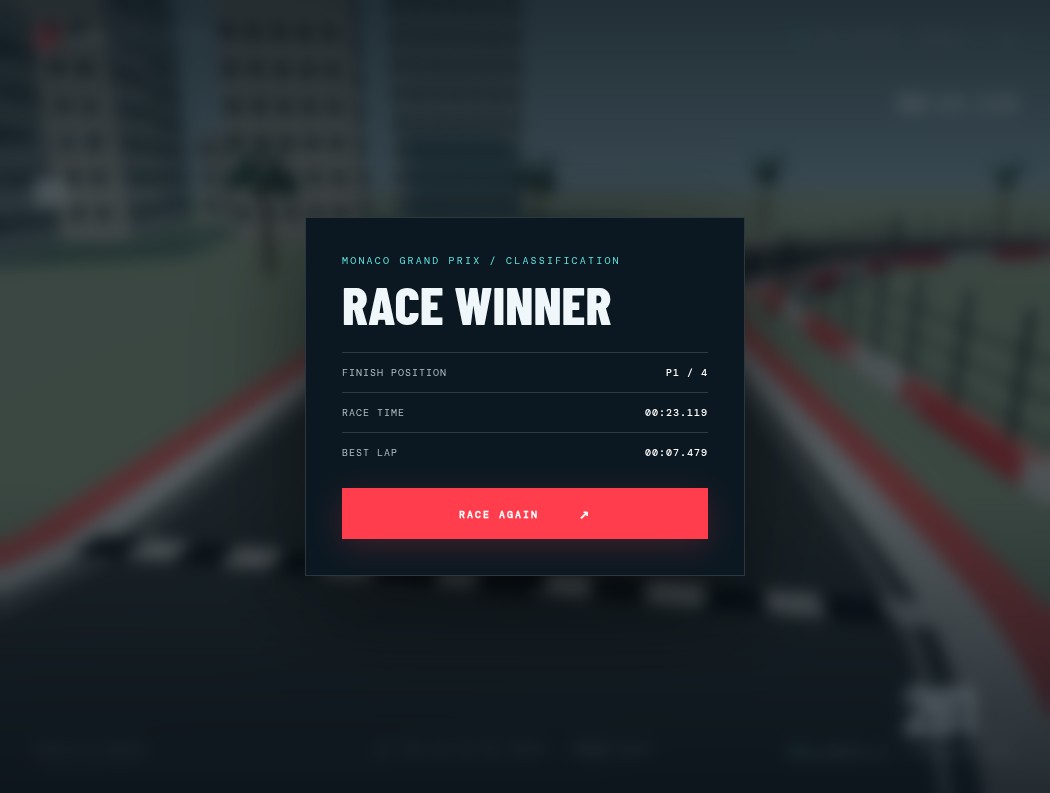 MONACO GRAND PRIX / CLASSIFICATION
RACE WINNER
FINISH POSITION P1 / 4
RACE TIME 00:23.119
BEST LAP 00:07.479
RACE AGAIN ↗